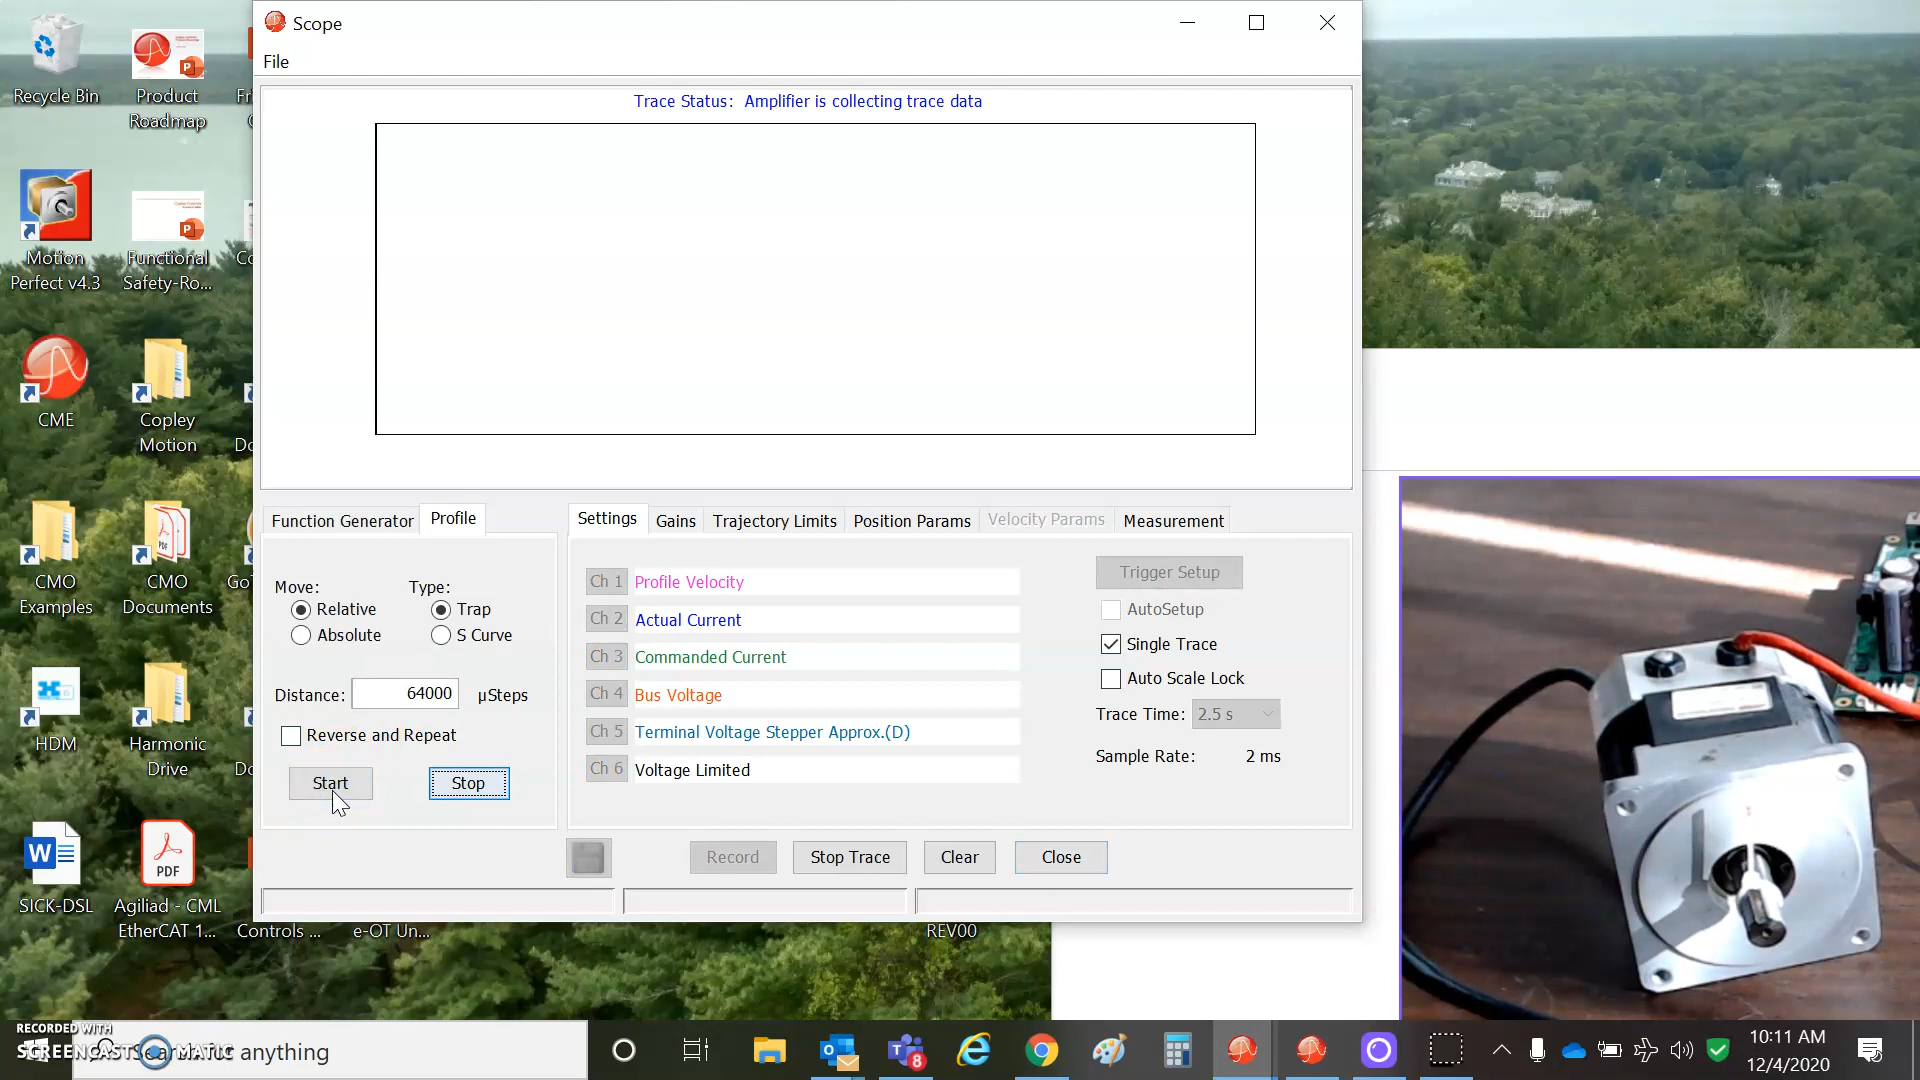 Scope
File
Trace Status: Amplifier is collecting trace data
Function Generator
Profile
Move:
Type:
Relative
Trap
Absolute
S Curve
Distance:
64000
µSteps
Reverse and Repeat
Start
Stop
Settings
Gains
Trajectory Limits
Position Params
Velocity Params
Measurement
Ch 1
Profile Velocity
Ch 2
Actual Current
Ch 3
Commanded Current
Ch 4
Bus Voltage
Ch 5
Terminal Voltage Stepper Approx.(D)
Ch 6
Voltage Limited
Trigger Setup
AutoSetup
Single Trace
Auto Scale Lock
Trace Time:
2.5 s
Sample Rate:
2 ms
Record
Stop Trace
Clear
Close
Recycle Bin
Product
Roadmap
Motion
Perfect v4.3
Functional
Safety-Ro...
CME
Copley
Motion
CMO
Examples
CMO
Documents
HDM
Harmonic
Drive
SICK-DSL
PDF
Agiliad - CML
EtherCAT 1...
Controls ...
e-OT Un...
REV00
RECORDED WITH
SCREENCAST MATIC
anything
8
10:11 AM
12/4/2020